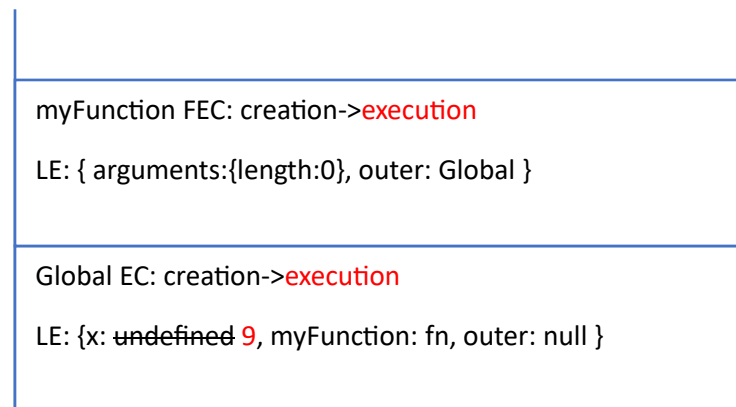 myFunction FEC: creation->execution
LE: { arguments:{length:0}, outer: Global }
Global EC: creation->execution
LE: {x: undefined 9, myFunction: fn, outer: null }